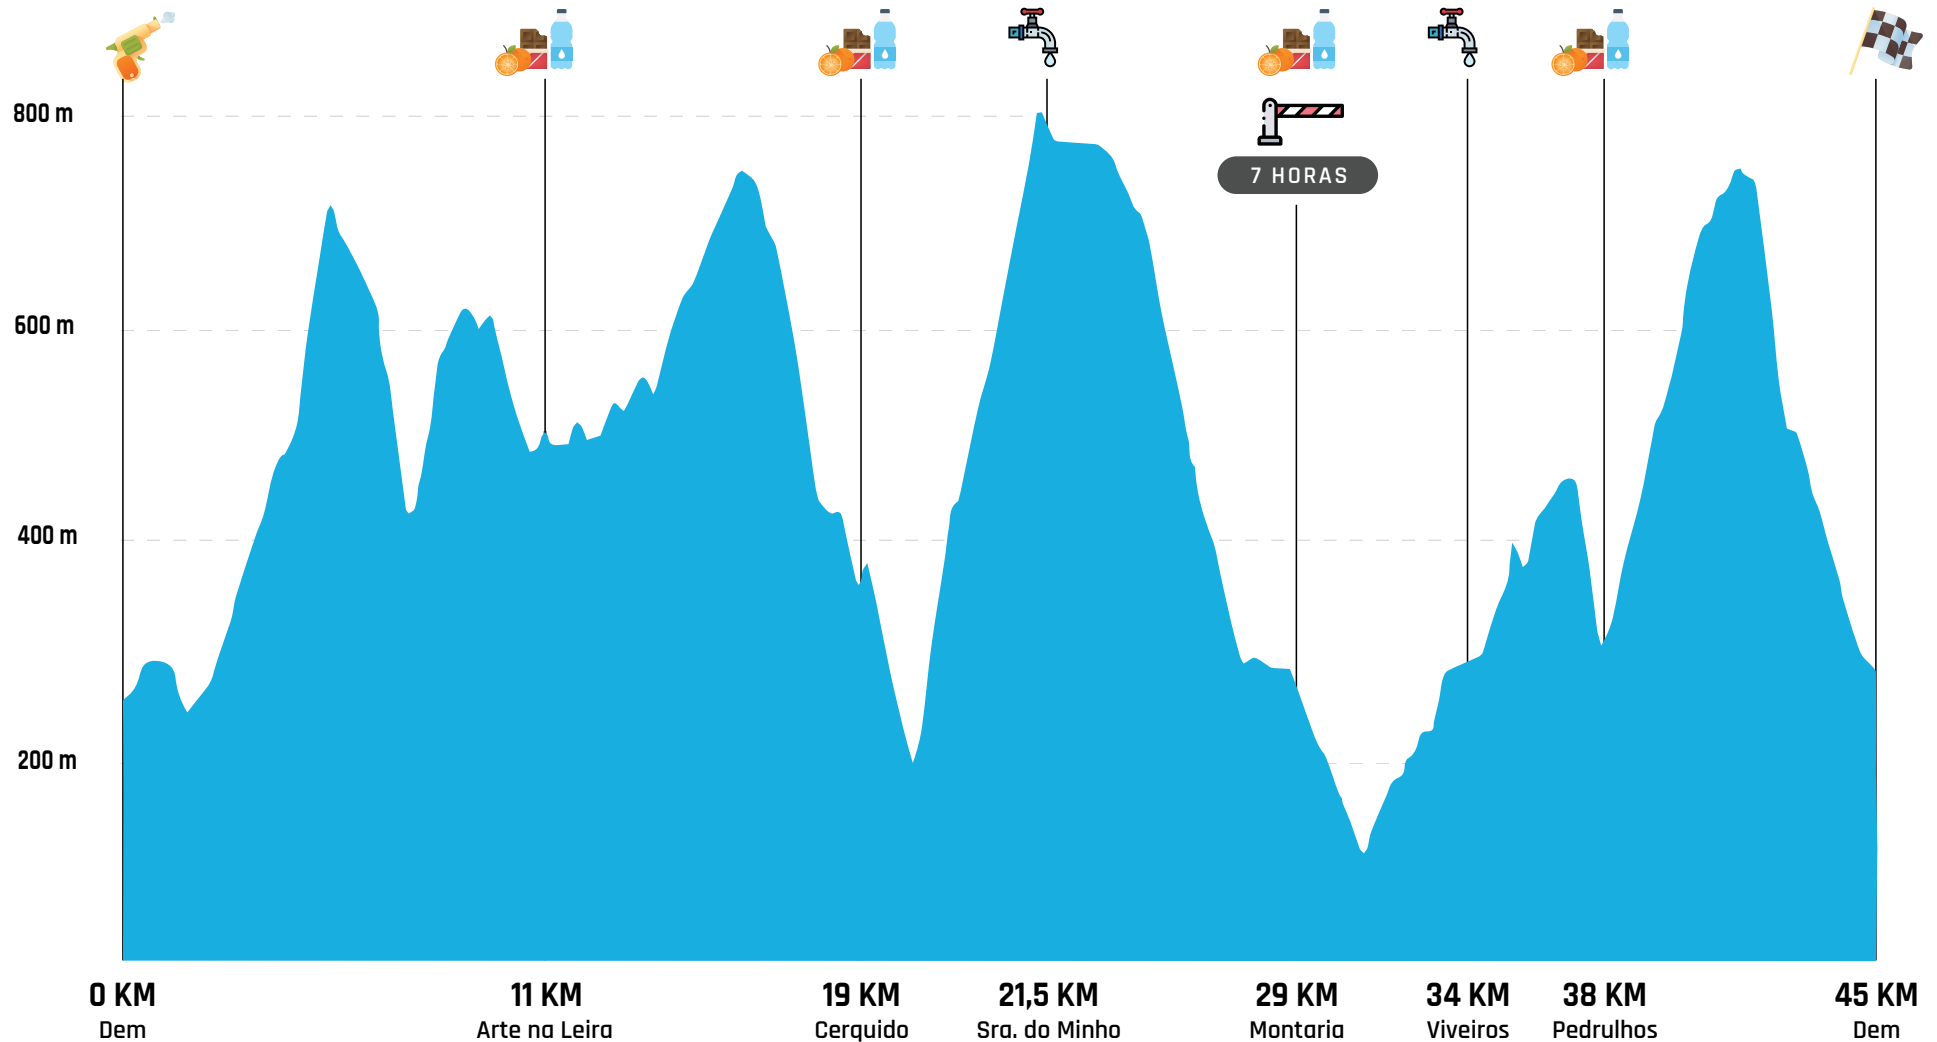 800 m
7 HORAS
600 m
400 m
200 m
0 KM
Dem
11 KM
Arte na Leira
19 KM
Cerquido
21,5 KM
Sra. do Minho
29 KM
Montaria
34 KM
Viveiros
38 KM
Pedrulhos
45 KM
Dem